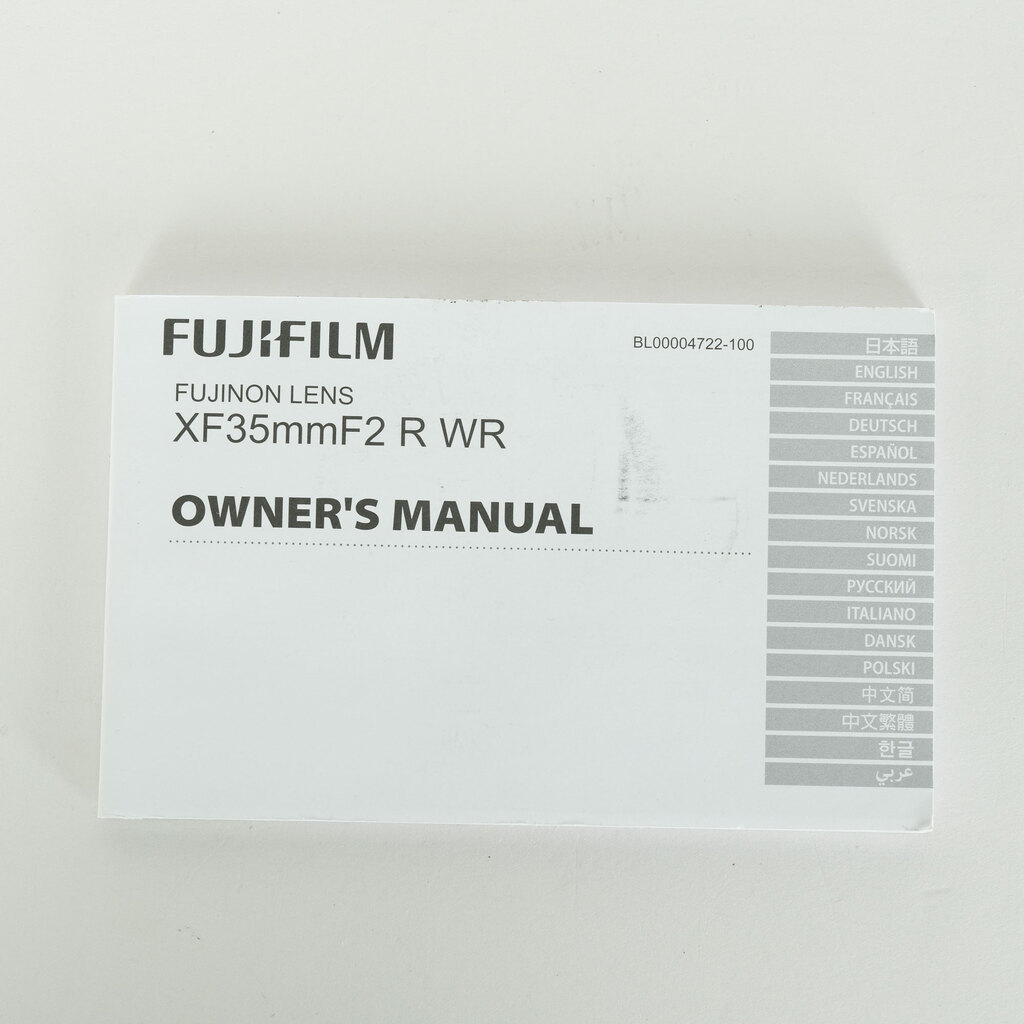 FUJIFILM
FUJINON LENS
XF35mmF2 R WR
OWNER'S MANUAL
BL00004722-100
日本語
ENGLISH
FRANÇAIS
DEUTSCH
ESPAÑOL
NEDERLANDS
SVENSKA
NORSK
SUOMI
РУССКИЙ
ITALIANO
DANSK
POLSKI
中文简
中文繁體
한글
عربي